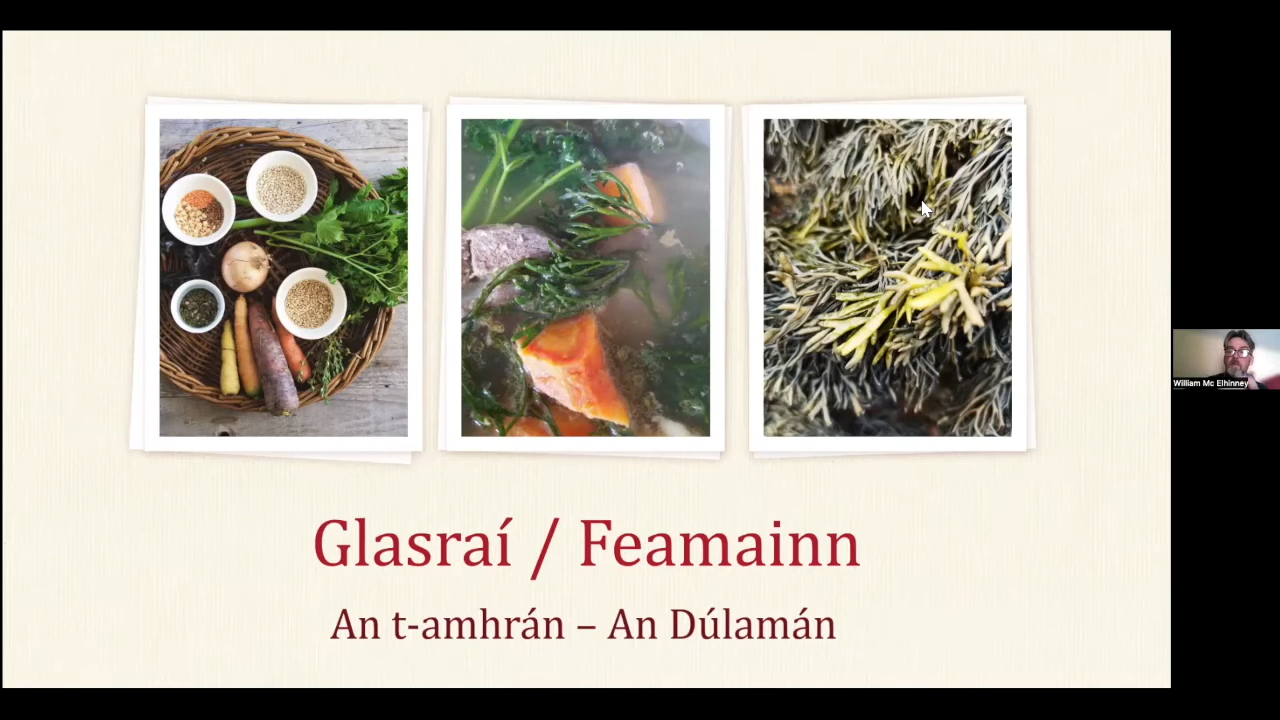 Glasraí / Feamainn
An t-amhrán – An Dúlamán
William Mc Elhinney